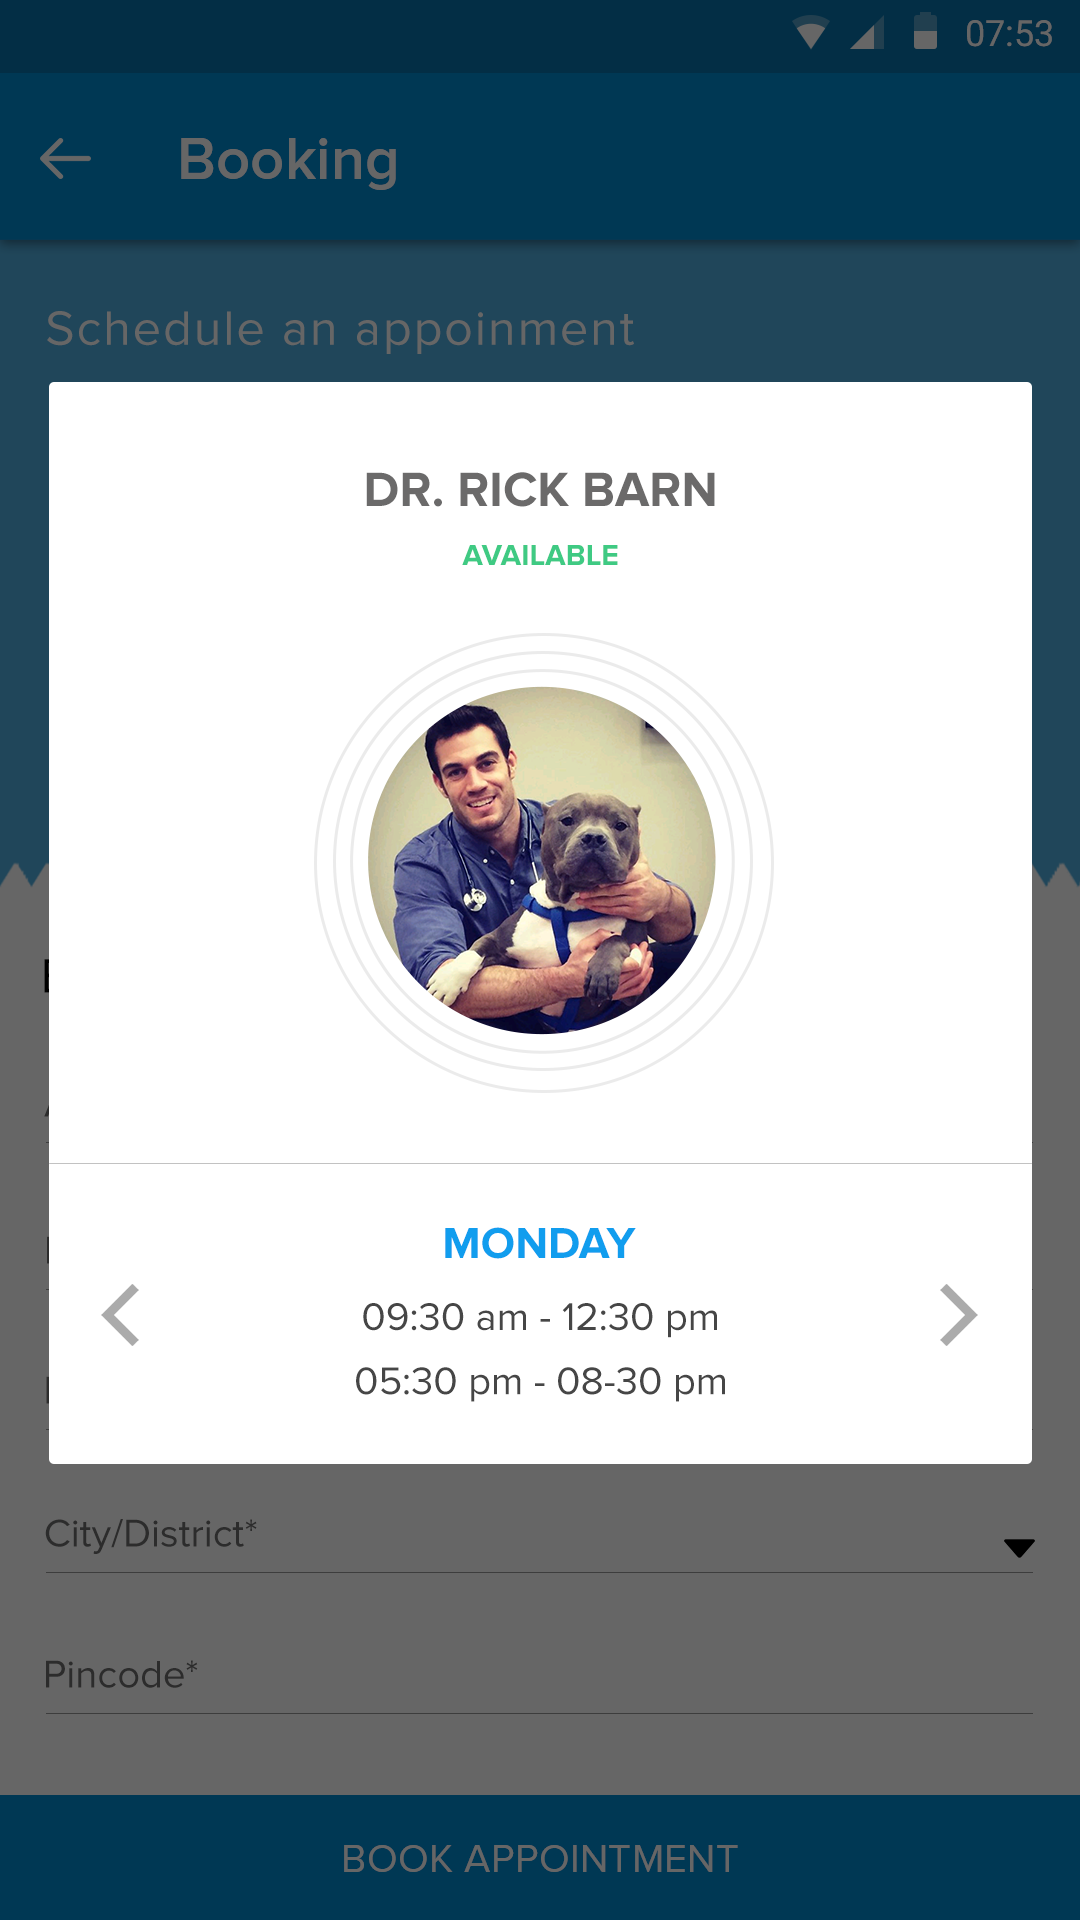 07:53
Booking
Schedule an appoinment
DR. RICK BARN
AVAILABLE
MONDAY
09:30 am - 12:30 pm
05:30 pm - 08-30 pm
City/District*
Pincode*
BOOK APPOINTMENT